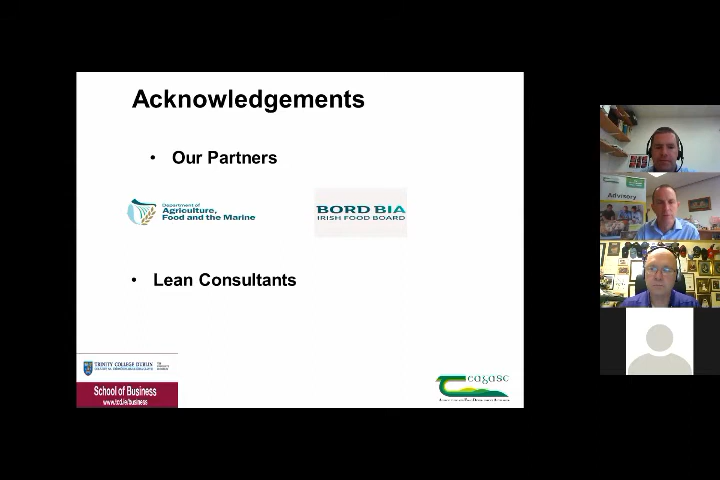 Acknowledgements
• Our Partners
Department of
Agriculture,
Food and the Marine
BORD BIA
IRISH FOOD BOARD
• Lean Consultants
TRINITY COLLEGE DUBLIN
School of Business
www.tcd.ie/business
Teagasc
Advisory